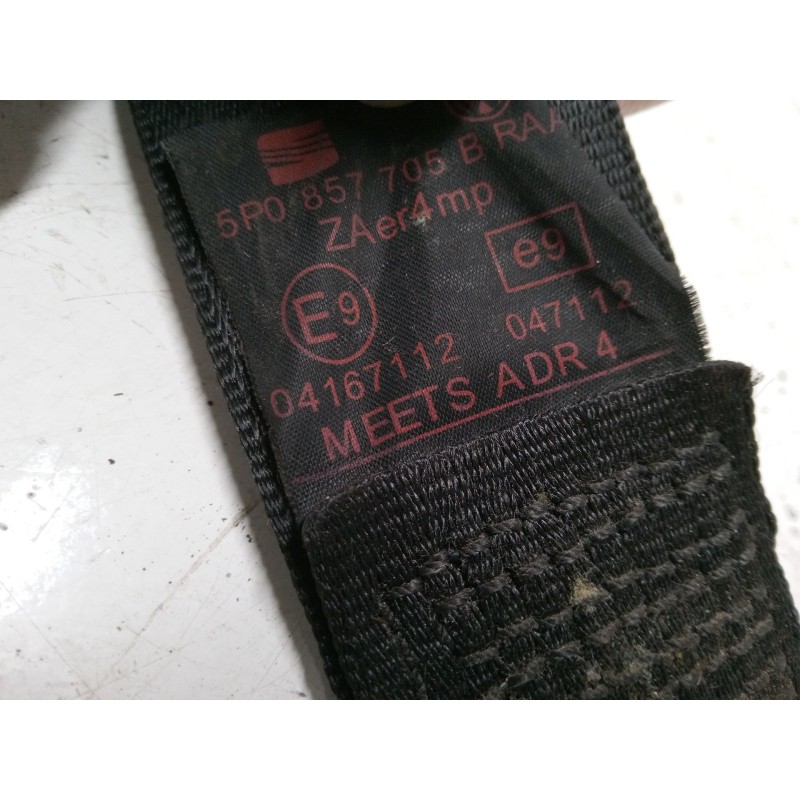 5P0 857 705 B RAA
ZAer4mp
E9 e9
04167112 047112
MEETS ADR 4